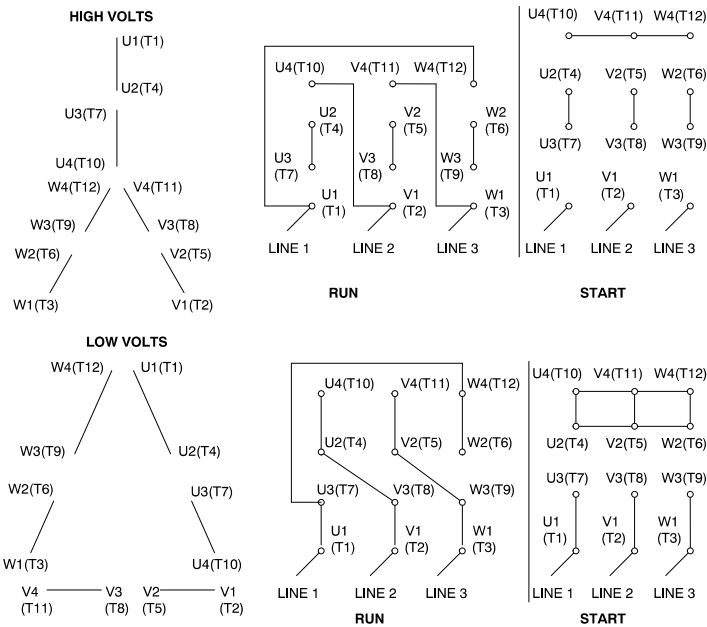 HIGH VOLTS
U1(T1)
U2(T4)
U3(T7)
U4(T10)
W4(T12) V4(T11)
W3(T9) V3(T8)
W2(T6) V2(T5)
W1(T3) V1(T2)
U4(T10) V4(T11) W4(T12)
U2 V2 W2
(T4) (T5) (T6)
U3 V3 W3
(T7) (T8) (T9)
U1 V1 W1
(T1) (T2) (T3)
LINE 1 LINE 2 LINE 3
RUN
U4(T10) V4(T11) W4(T12)
U2(T4) V2(T5) W2(T6)
U3(T7) V3(T8) W3(T9)
U1 V1 W1
(T1) (T2) (T3)
LINE 1 LINE 2 LINE 3
START
LOW VOLTS
W4(T12) U1(T1)
W3(T9) U2(T4)
W2(T6) U3(T7)
W1(T3) U4(T10)
V4 V3 V2 V1
(T11) (T8) (T5) (T2)
U4(T10) V4(T11) W4(T12)
U2(T4) V2(T5) W2(T6)
U3(T7) V3(T8) W3(T9)
U1 V1 W1
(T1) (T2) (T3)
LINE 1 LINE 2 LINE 3
RUN
U4(T10) V4(T11) W4(T12)
U2(T4) V2(T5) W2(T6)
U3(T7) V3(T8) W3(T9)
U1 V1 W1
(T1) (T2) (T3)
LINE 1 LINE 2 LINE 3
START